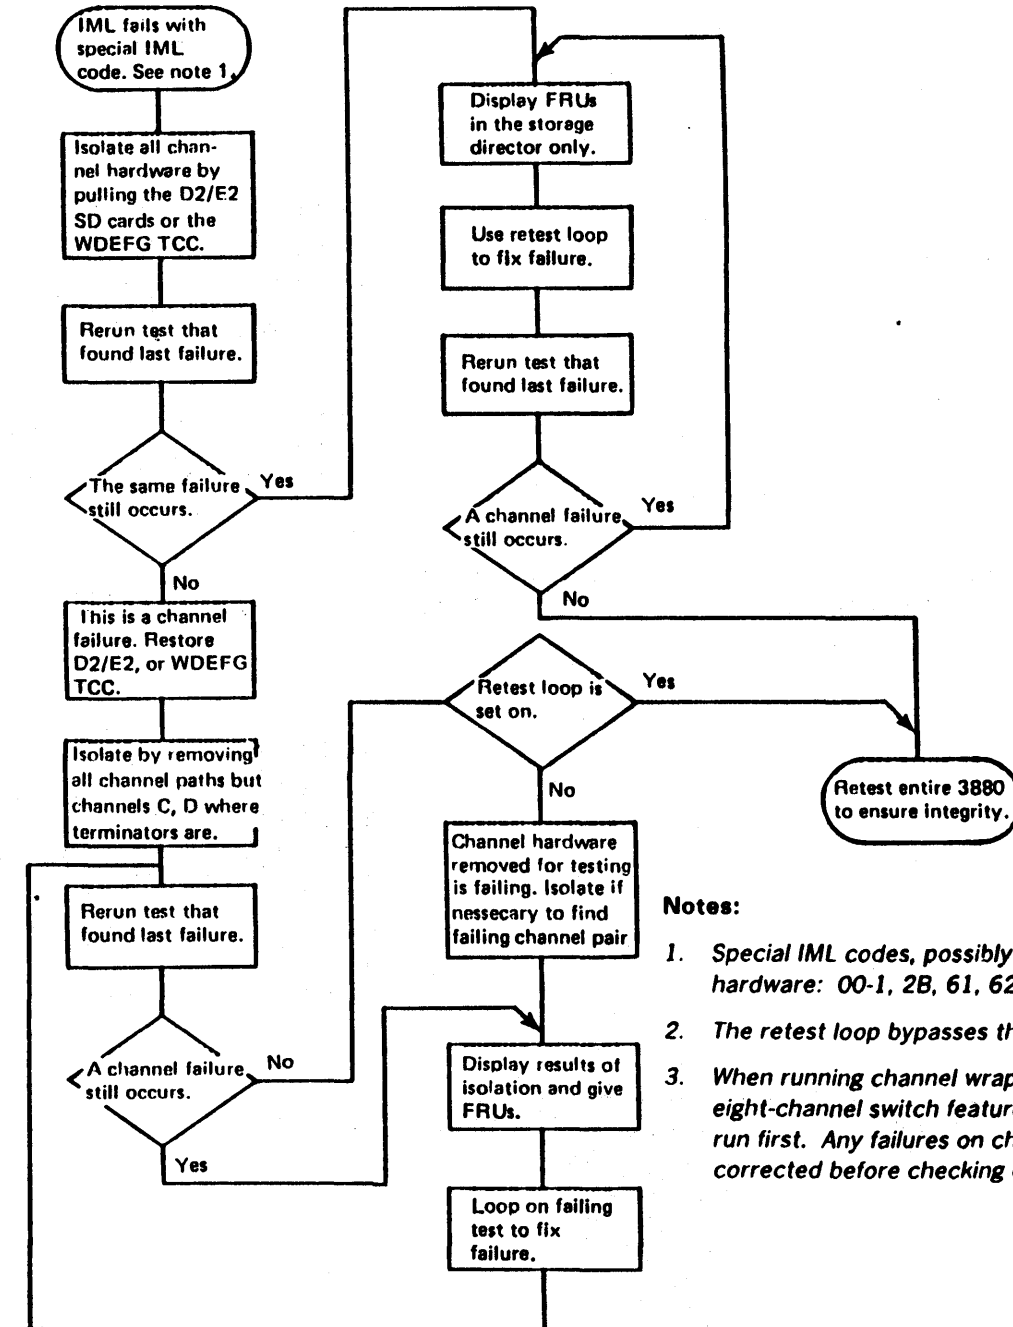 IML fails with
special IML
code. See note 1.
Isolate all chan-
nel hardware by
pulling the D2/E2
SD cards or the
WDEFG TCC.
Rerun test that
found last failure.
The same failure
still occurs.
Yes
No
This is a channel
failure. Restore
D2/E2, or WDEFG
TCC.
Isolate by removing
all channel paths but
channels C, D where
terminators are.
Rerun test that
found last failure.
A channel failure
still occurs.
No
Yes
Display FRUs
in the storage
director only.
Use retest loop
to fix failure.
Rerun test that
found last failure.
A channel failure
still occurs.
Yes
No
Retest loop is
set on.
Yes
No
Retest entire 3880
to ensure integrity.
Channel hardware
removed for testing
is failing. Isolate if
nessecary to find
failing channel pair
Display results of
isolation and give
FRUs.
Loop on failing
test to fix
failure.
Notes:
1. Special IML codes, possibly
hardware: 00-1, 2B, 61, 62
2. The retest loop bypasses th
3. When running channel wrap
eight-channel switch feature
run first. Any failures on ch
corrected before checking